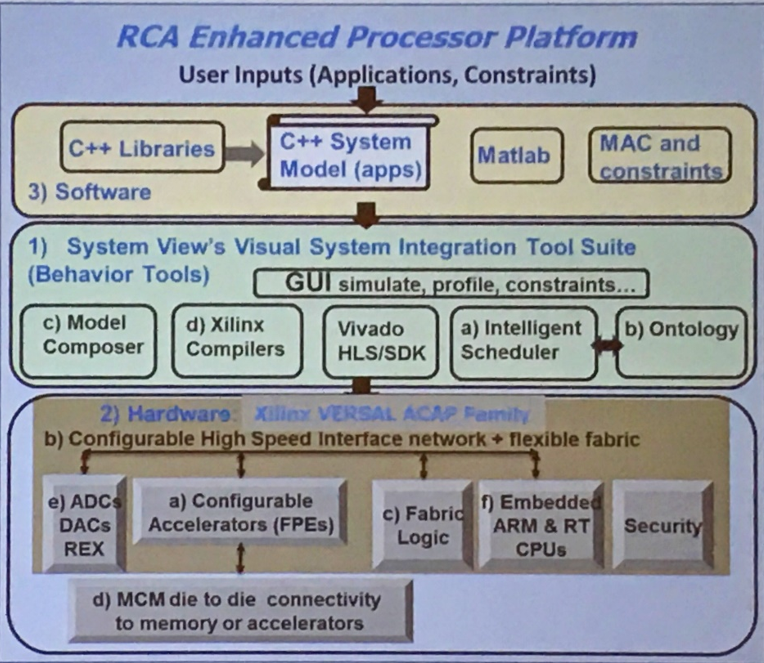 RCA Enhanced Processor Platform
User Inputs (Applications, Constraints)
C++ Libraries
C++ System
Model (apps)
Matlab
MAC and
constraints
3) Software
1) System View's Visual System Integration Tool Suite
(Behavior Tools)
GUI simulate, profile, constraints...
c) Model
Composer
d) Xilinx
Compilers
Vivado
HLS/SDK
a) Intelligent
Scheduler
b) Ontology
2) Hardware: Xilinx VERSAL ACAP Family
b) Configurable High Speed Interface network + flexible fabric
e) ADCs
DACs
REX
a) Configurable
Accelerators (FPEs)
c) Fabric
Logic
f) Embedded
ARM & RT
CPUs
Security
d) MCM die to die connectivity
to memory or accelerators